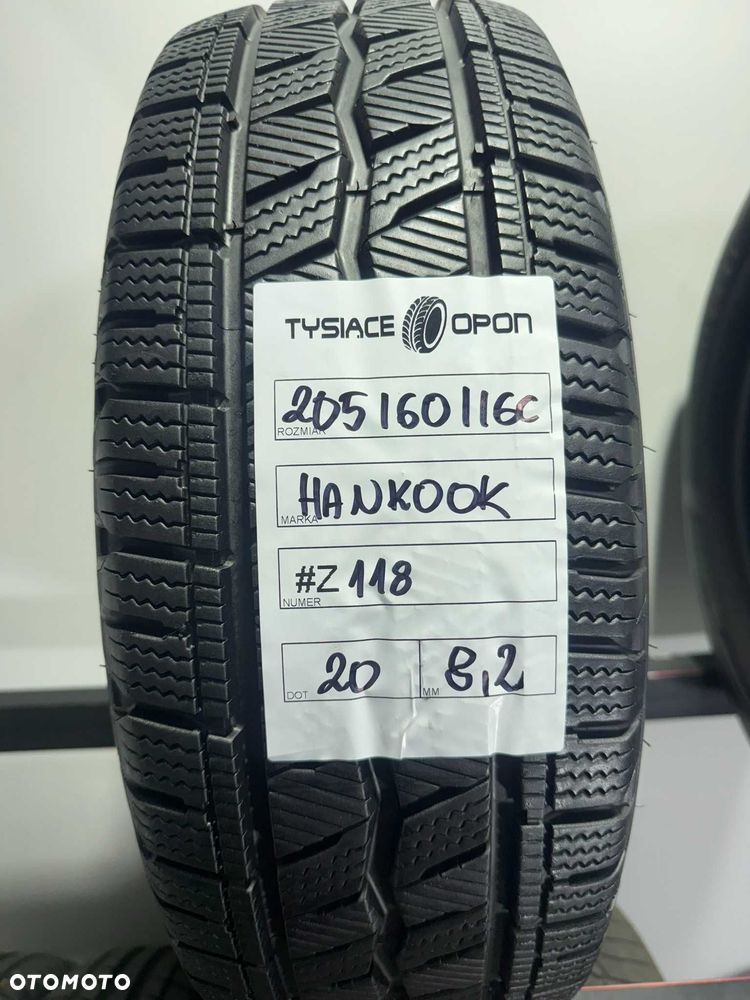 TYSIACE OPON
205/60/16C
ROZMIAR
HANKOOK
MARKA
#Z118
NUMER
20 8,2
DOT MM
OTOMOTO